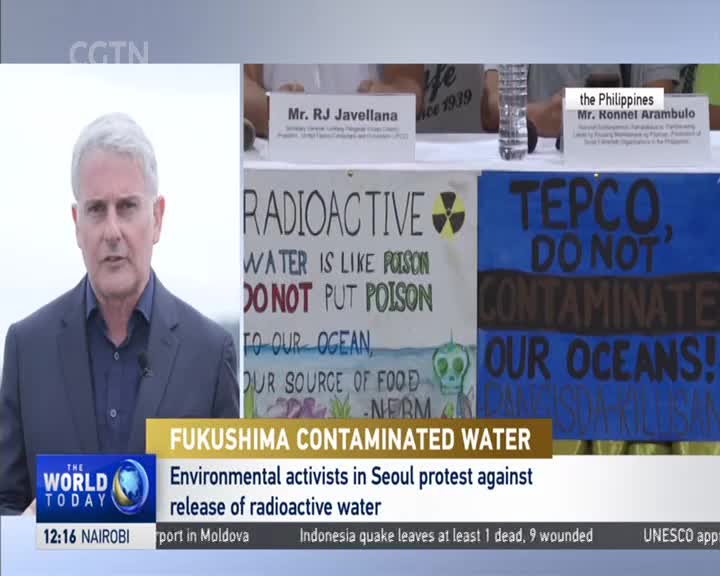 CGTN
the Philippines
Mr. RJ Javellana
Mr. Ronnel Arambulo
SINCE 1939
RADIOACTIVE
WATER IS LIKE POISON
DO NOT PUT POISON
TO OUR OCEAN,
OUR SOURCE OF FOOD
-NFRM
TEPCO,
DO NOT
CONTAMINATE
OUR OCEANS!
FUKUSHIMA CONTAMINATED WATER
Environmental activists in Seoul protest against
release of radioactive water
THE
WORLD
TODAY
12:16 NAIROBI
rport in Moldova Indonesia quake leaves at least 1 dead, 9 wounded UNESCO app